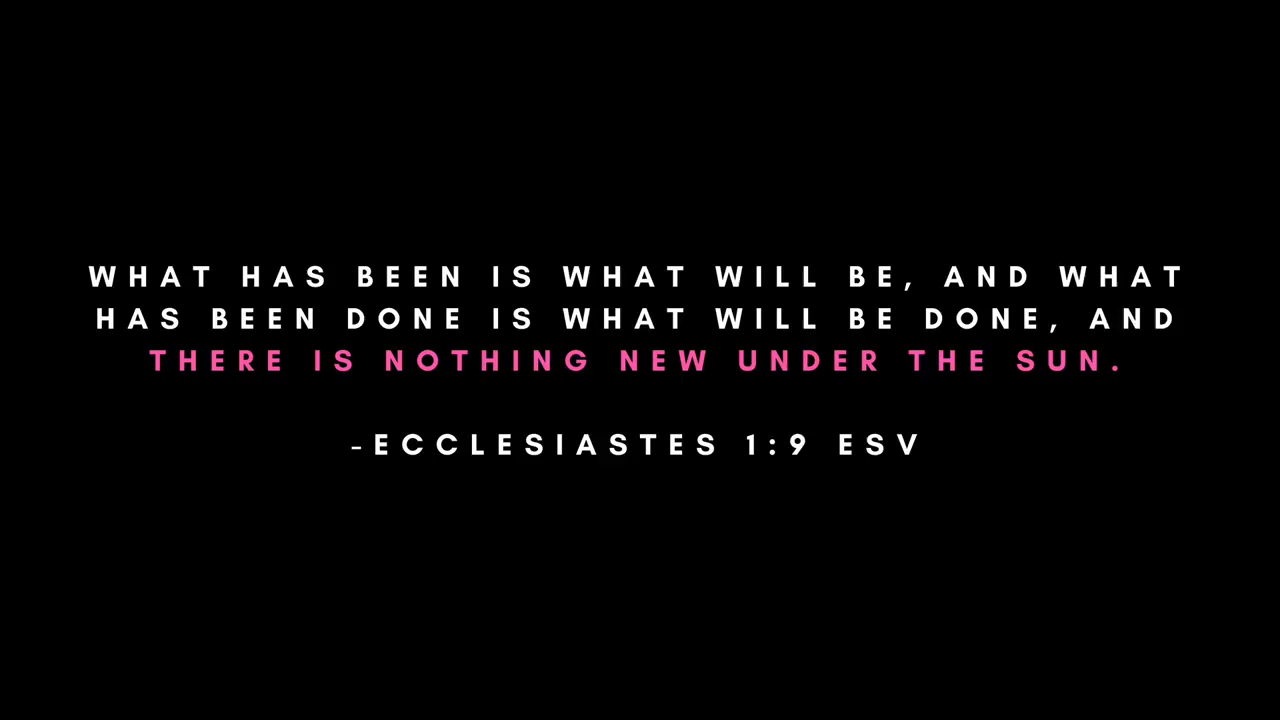 WHAT HAS BEEN IS WHAT WILL BE, AND WHAT
HAS BEEN DONE IS WHAT WILL BE DONE, AND
THERE IS NOTHING NEW UNDER THE SUN.
-ECCLESIASTES 1:9 ESV